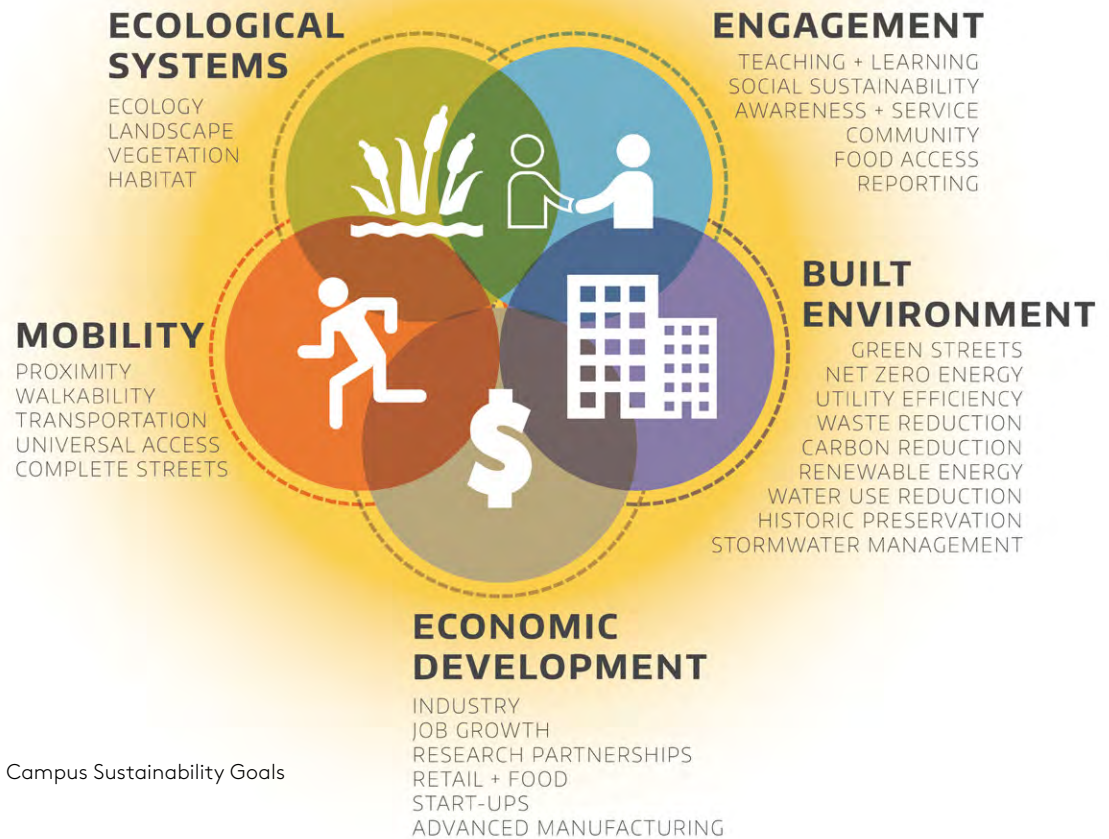 ECOLOGICAL
SYSTEMS
ECOLOGY
LANDSCAPE
VEGETATION
HABITAT
ENGAGEMENT
TEACHING + LEARNING
SOCIAL SUSTAINABILITY
AWARENESS + SERVICE
COMMUNITY
FOOD ACCESS
REPORTING
MOBILITY
PROXIMITY
WALKABILITY
TRANSPORTATION
UNIVERSAL ACCESS
COMPLETE STREETS
$
BUILT
ENVIRONMENT
GREEN STREETS
NET ZERO ENERGY
UTILITY EFFICIENCY
WASTE REDUCTION
CARBON REDUCTION
RENEWABLE ENERGY
WATER USE REDUCTION
HISTORIC PRESERVATION
STORMWATER MANAGEMENT
ECONOMIC
DEVELOPMENT
INDUSTRY
JOB GROWTH
RESEARCH PARTNERSHIPS
RETAIL + FOOD
START-UPS
ADVANCED MANUFACTURING
Campus Sustainability Goals